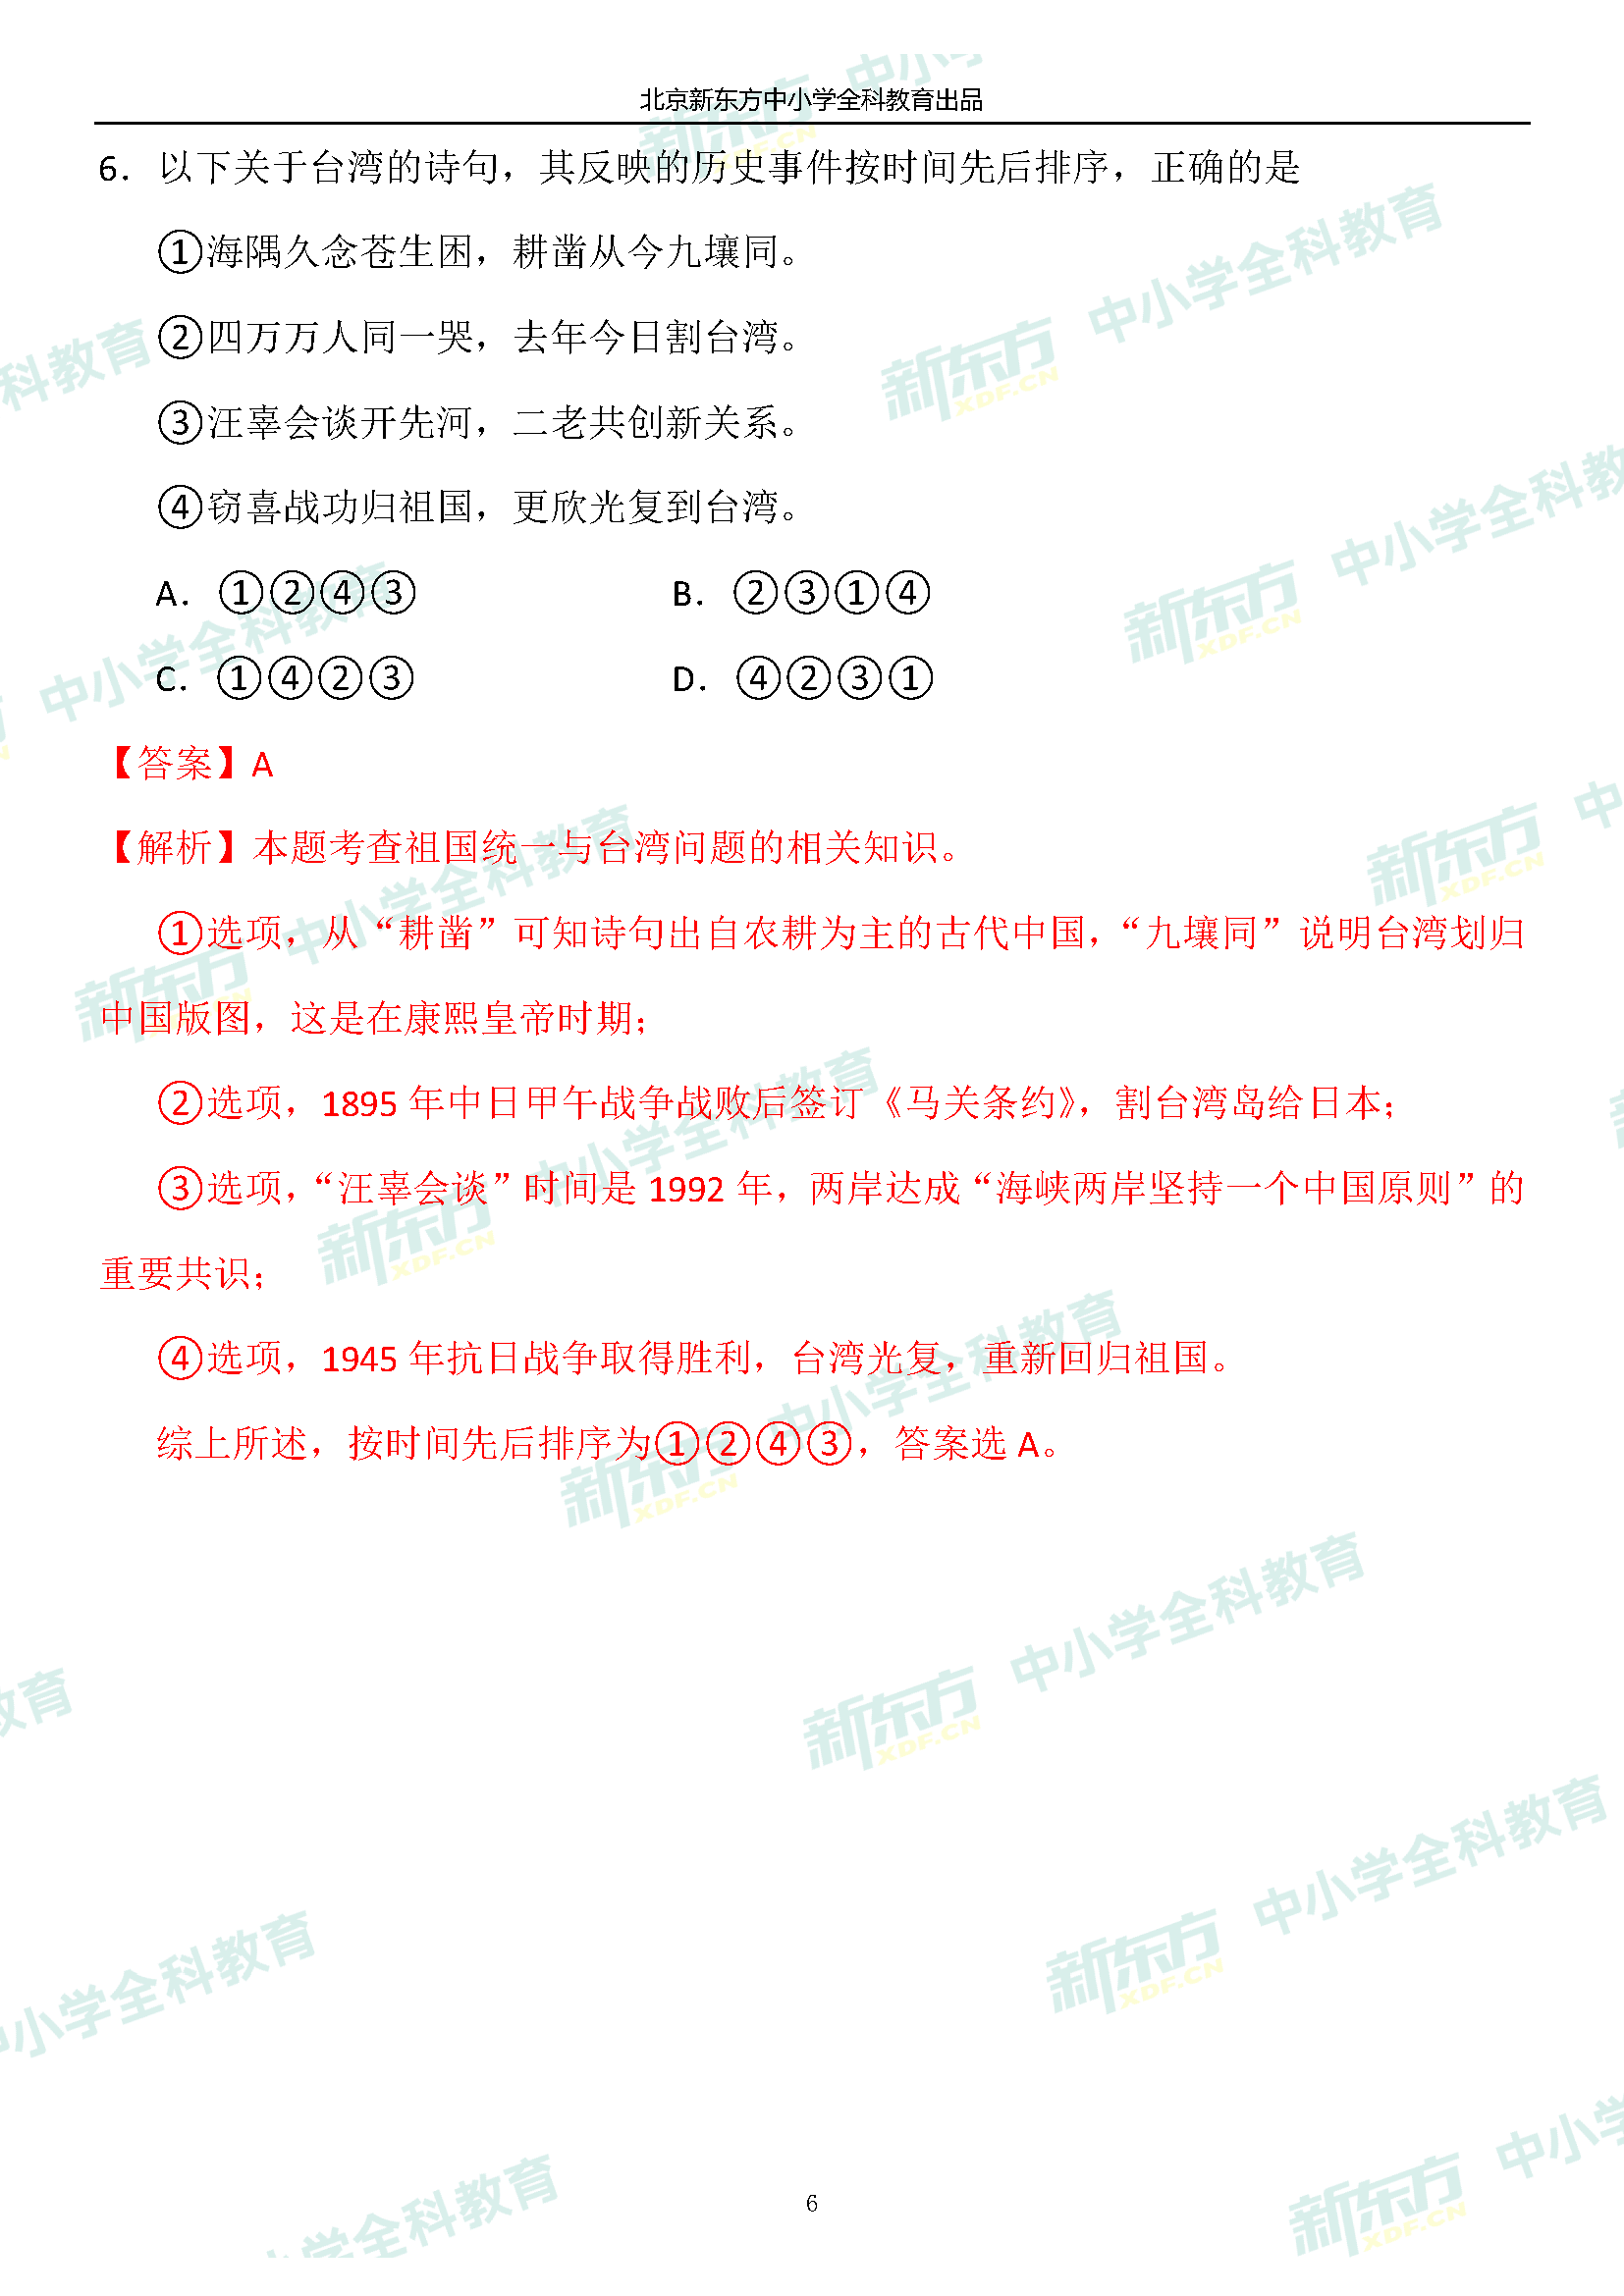 北京新东方中小学全科教育出品
6． 以下关于台湾的诗句，其反映的历史事件按时间先后排序，正确的是
①海隅久念苍生困，耕凿从今九壤同。
②四万万人同一哭，去年今日割台湾。
③汪辜会谈开先河，二老共创新关系。
④窃喜战功归祖国，更欣光复到台湾。
A． ①②④③ B． ②③①④
C． ①④②③ D． ④②③①
【答案】A
【解析】本题考查祖国统一与台湾问题的相关知识。
①选项，从“耕凿”可知诗句出自农耕为主的古代中国，“九壤同”说明台湾划归
中国版图，这是在康熙皇帝时期；
②选项，1895 年中日甲午战争战败后签订《马关条约》，割台湾岛给日本；
③选项，“汪辜会谈”时间是 1992 年，两岸达成“海峡两岸坚持一个中国原则”的
重要共识；
④选项，1945 年抗日战争取得胜利，台湾光复，重新回归祖国。
综上所述，按时间先后排序为①②④③，答案选 A。
6
新东方 XDF.CN 中小学全科教育